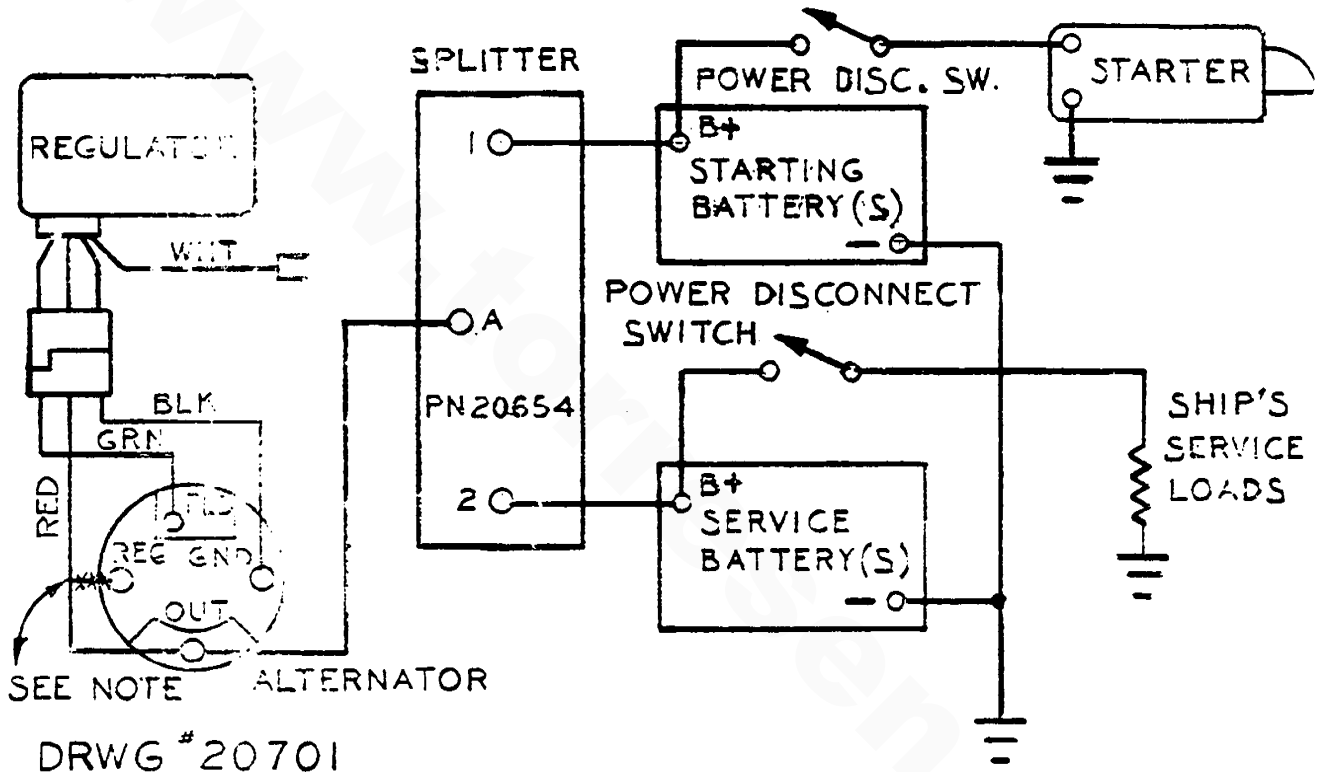 SPLITTER
REGULATOR
WHT
1
A
PN20654
2
POWER DISC. SW.
STARTER
B+
STARTING
BATTERY(S)
–
POWER DISCONNECT
SWITCH
B+
SERVICE
BATTERY(S)
–
SHIP'S
SERVICE
LOADS
BLK
GRN
RED
FLD
REG GND
OUT
SEE NOTE
ALTERNATOR
DRWG #20701